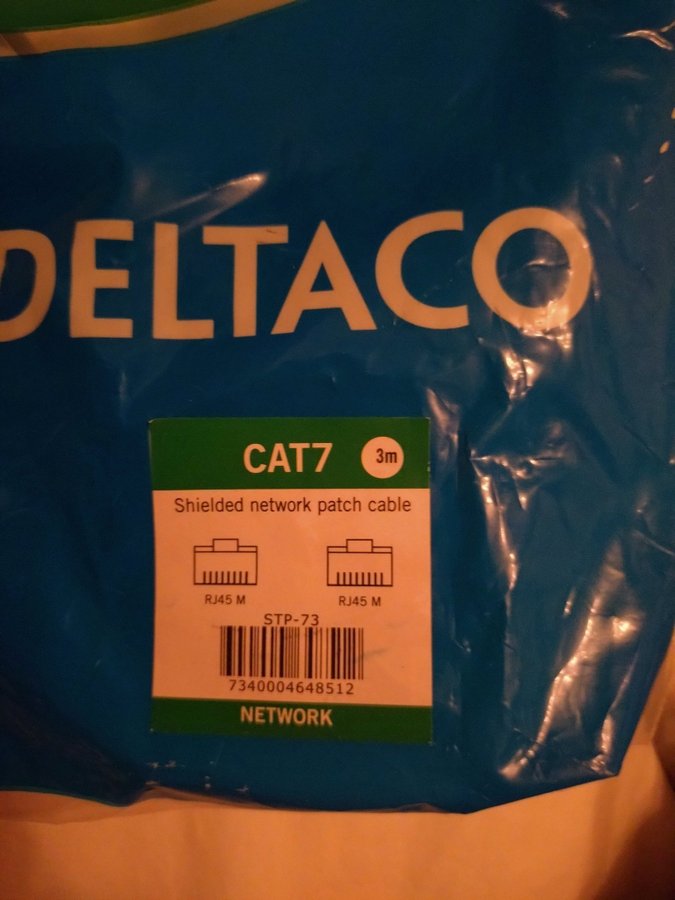 DELTACO
CAT7 3m
Shielded network patch cable
RJ45 M RJ45 M
STP-73
7340004648512
NETWORK